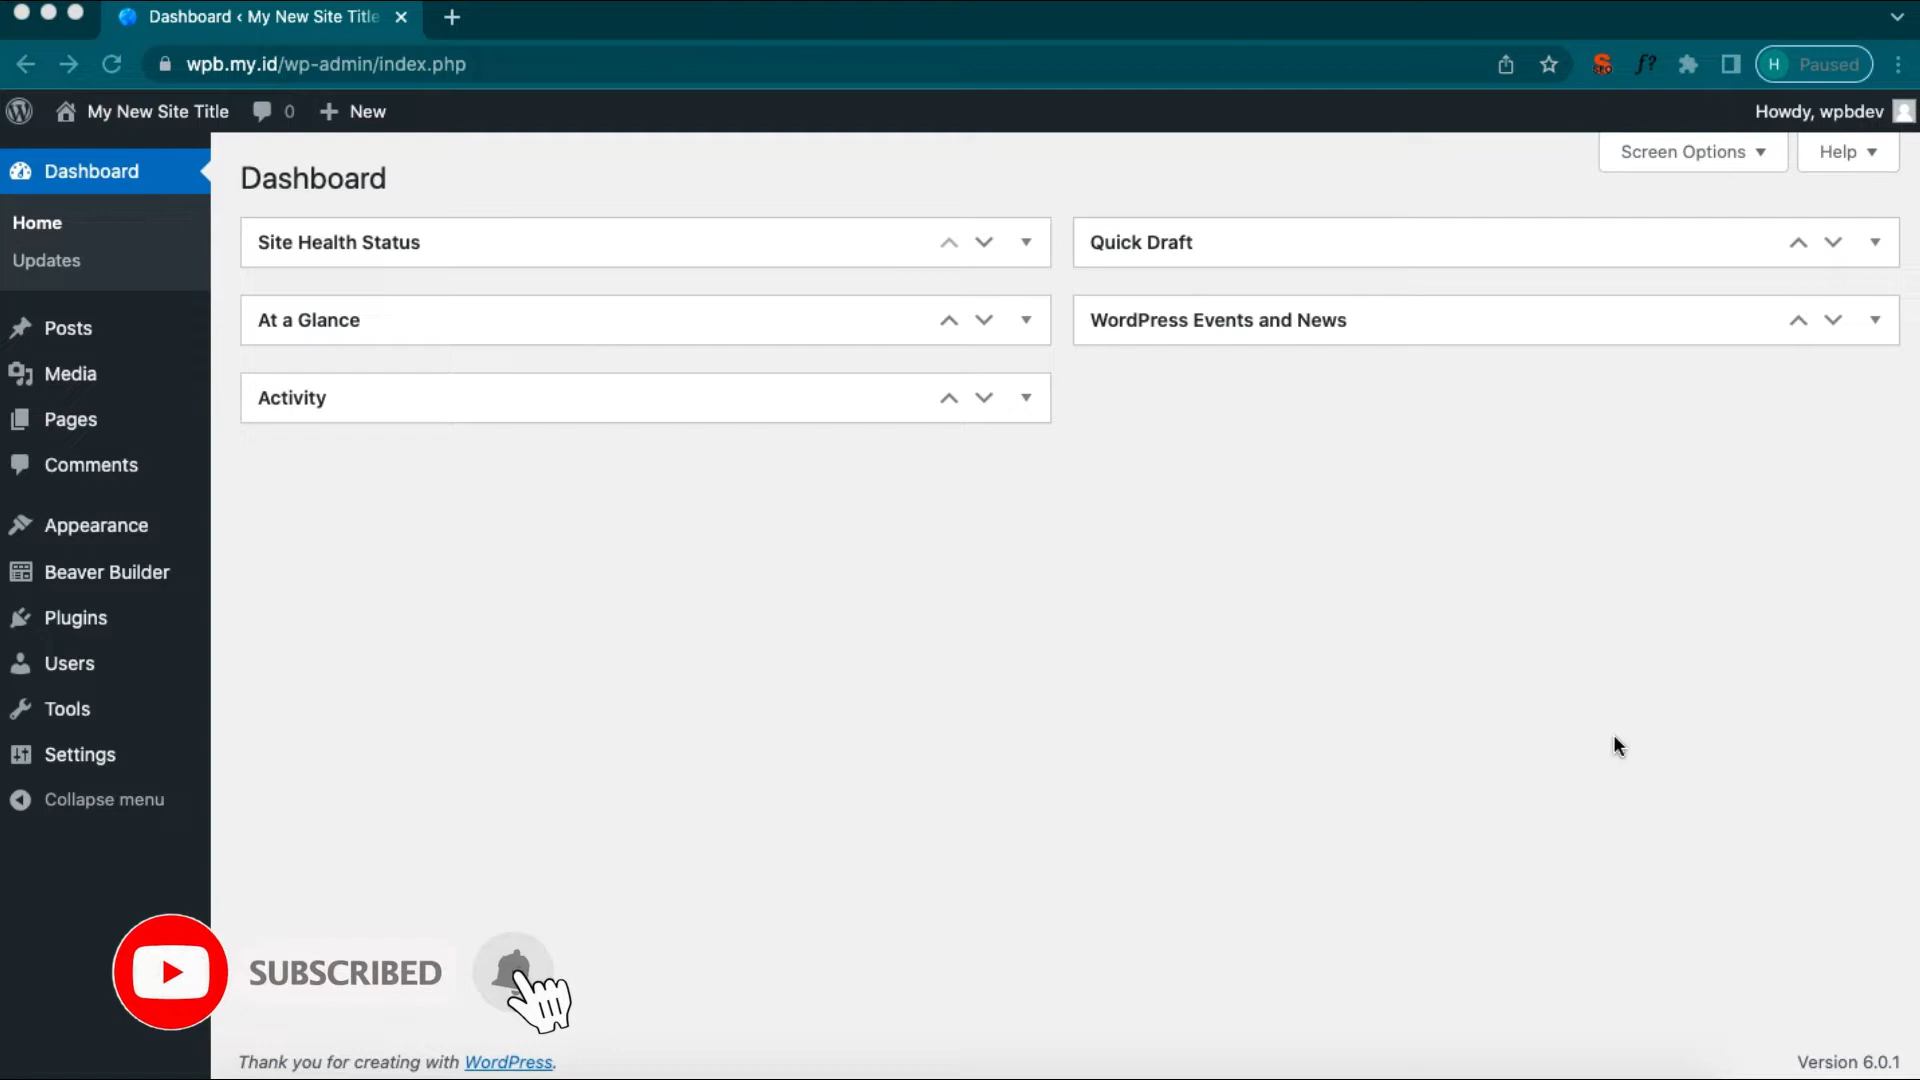 Dashboard ‹ My New Site Title
wpb.my.id/wp-admin/index.php
f?
H Paused
My New Site Title 0 + New
Howdy, wpbdev
Screen Options ▼
Help ▼
Dashboard
Home
Updates
Posts
Media
Pages
Comments
Appearance
Beaver Builder
Plugins
Users
Tools
Settings
Collapse menu
Dashboard
Site Health Status
Quick Draft
At a Glance
WordPress Events and News
Activity
SUBSCRIBED
Thank you for creating with WordPress.
Version 6.0.1